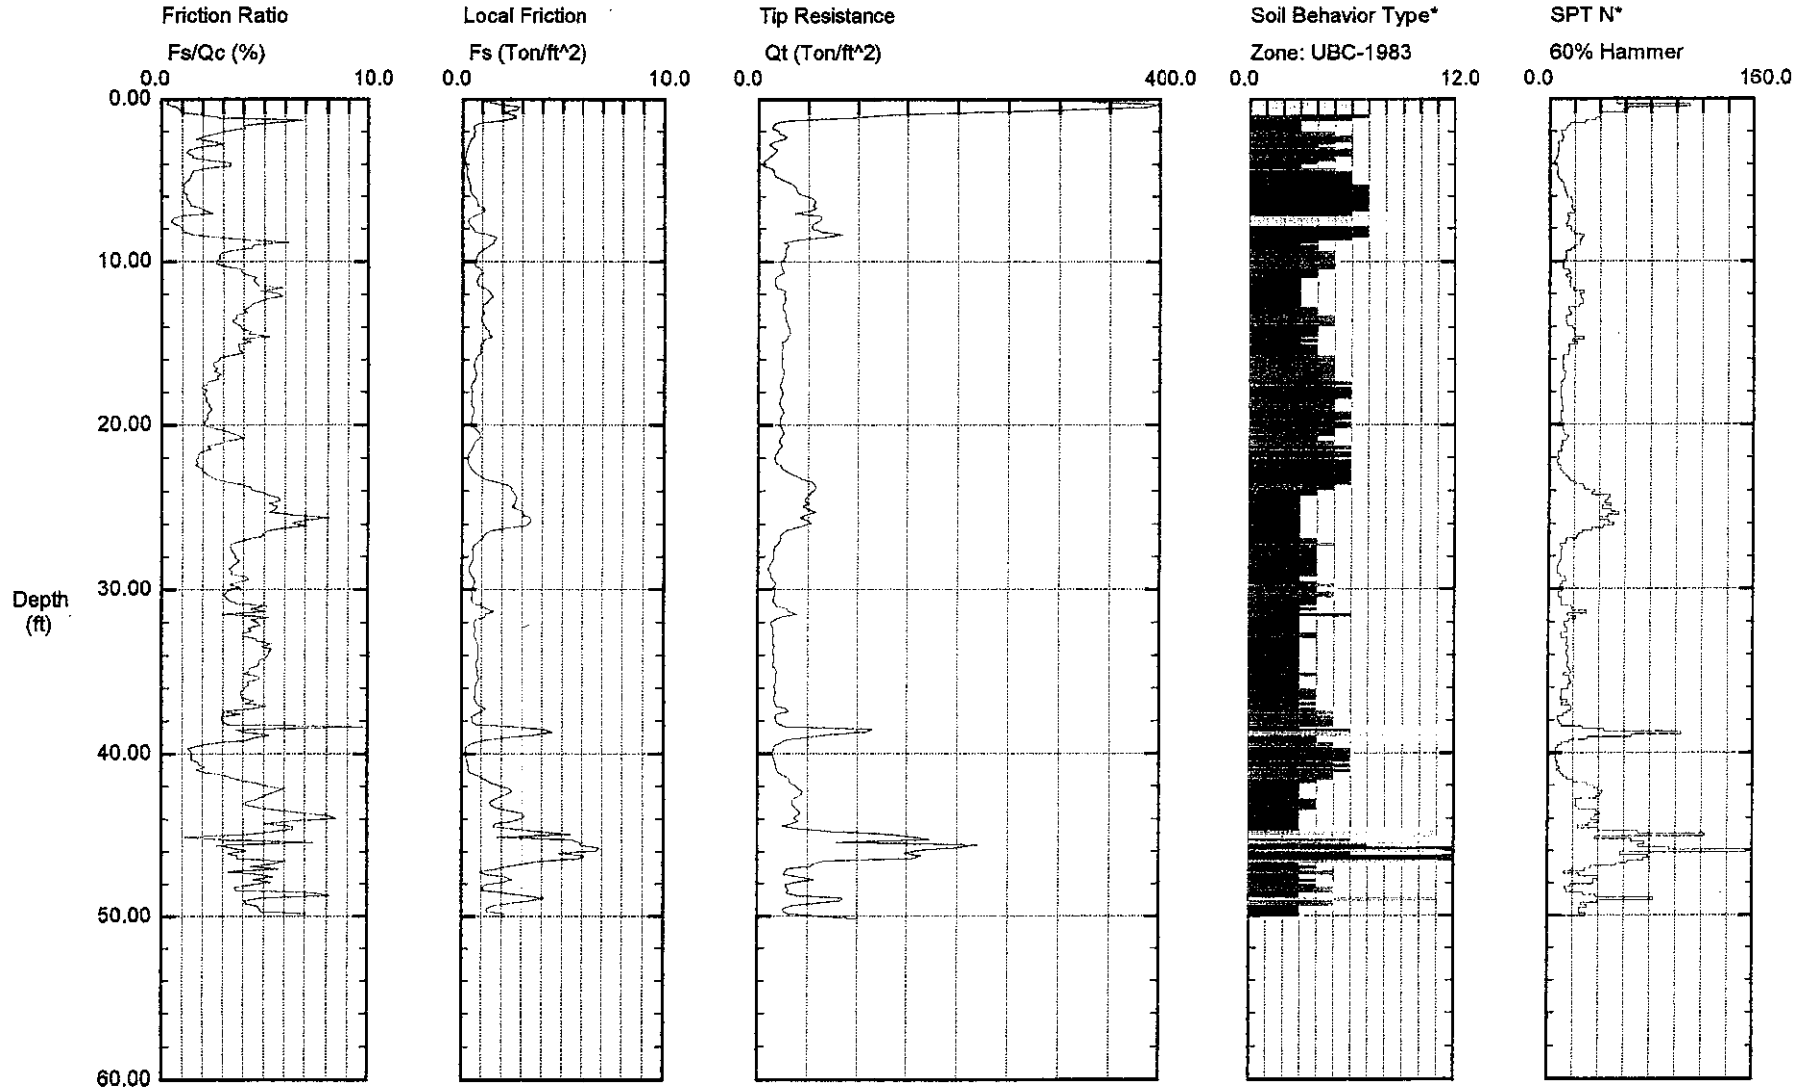 Friction Ratio
Fs/Qc (%)
0.0 10.0
Local Friction
Fs (Ton/ft^2)
0.0 10.0
Tip Resistance
Qt (Ton/ft^2)
0.0 400.0
Soil Behavior Type*
Zone: UBC-1983
0.0 12.0
SPT N*
60% Hammer
0.0 160.0
0.00
10.00
20.00
30.00
Depth
(ft)
40.00
50.00
60.00